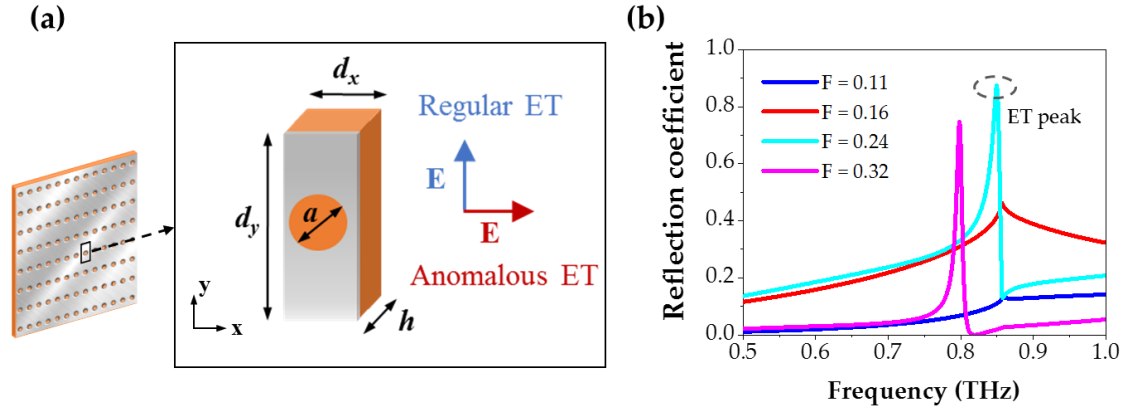 (a)
d_x
Regular ET
E
d_y
a
E
Anomalous ET
h
y
x
(b)
Reflection coefficient
1.0
0.8
0.6
0.4
0.2
0.0
F = 0.11
F = 0.16
F = 0.24
F = 0.32
ET peak
0.5 0.6 0.7 0.8 0.9 1.0
Frequency (THz)